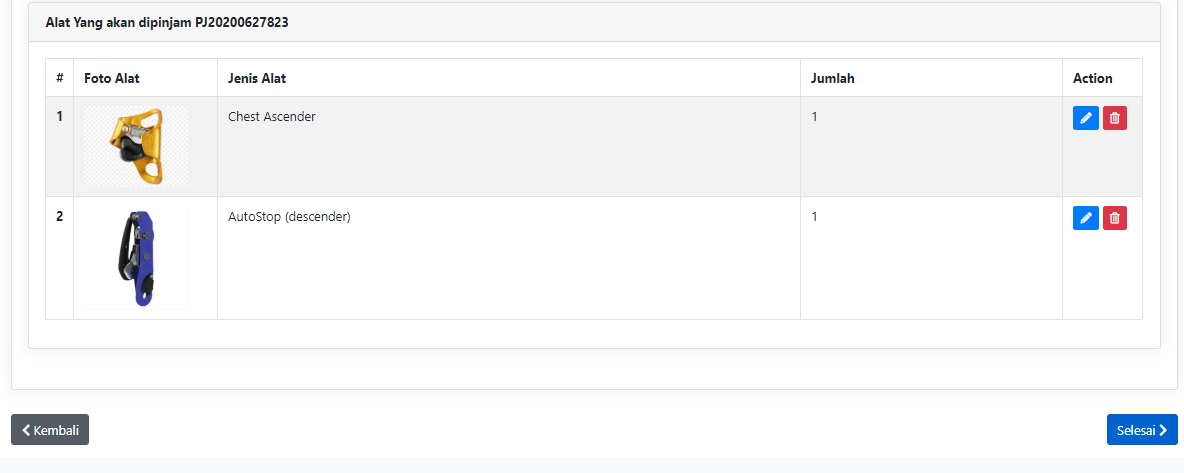 Alat Yang akan dipinjam PJ20200627823
# Foto Alat Jenis Alat Jumlah Action
1 Chest Ascender 1
2 AutoStop (descender) 1
Kembali
Selesai